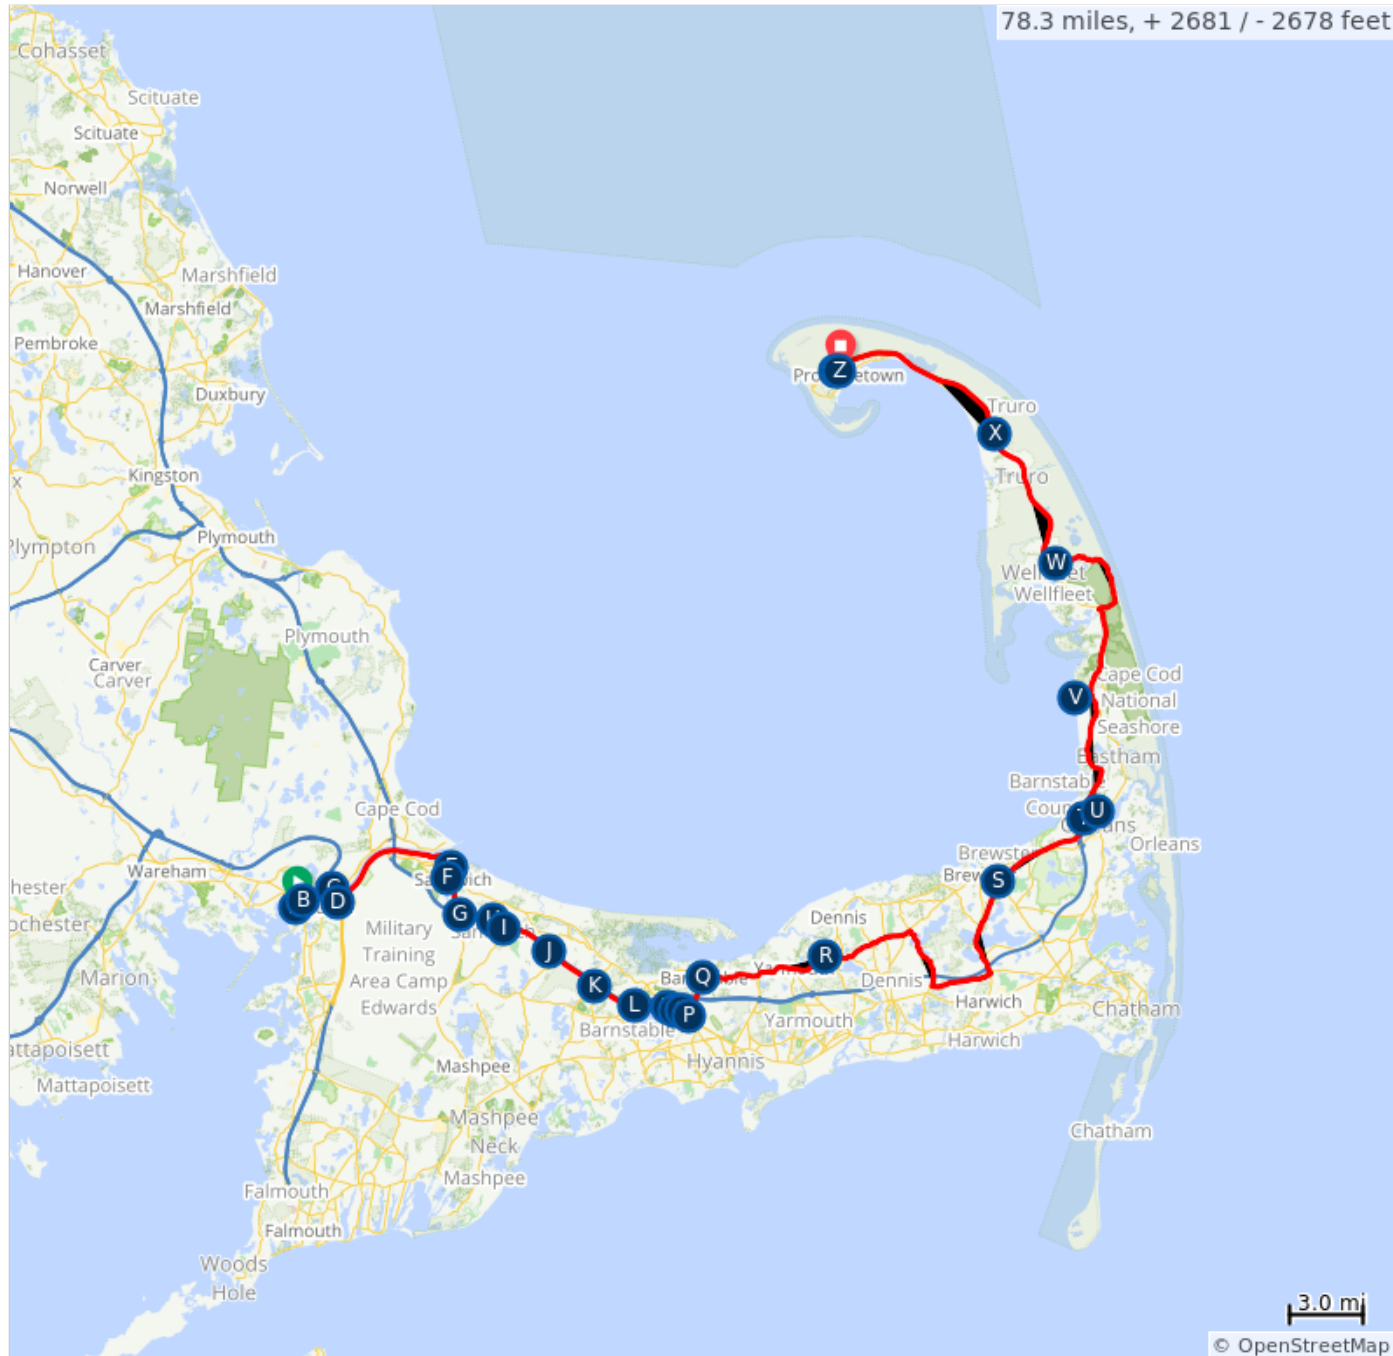 78.3 miles, + 2681 / - 2678 feet
Cohasset
Scituate
Scituate
Norwell
Hanover
Marshfield
Marshfield
Pembroke
Duxbury
Z
Truro
X
Kingston
Truro
Plymouth
Plympton
W
Wellfleet
Wellfleet
Plymouth
Carver
Carver
Cape Cod
National
Seashore
V
Eastham
Cape Cod
U
Orleans
Brewster
Wareham
S
F
B
D
G
I
Dennis
Military
Training
Area Camp
Edwards
J
R
Marion
Q
K
Dennis
L
P
Harwich
Chatham
Barnstable
Yarmouth
Harwich
Hyannis
Mashpee
Mattapoisett
Mashpee
Neck
Mashpee
Chatham
Falmouth
Falmouth
Woods
Hole
3.0 mi
© OpenStreetMap